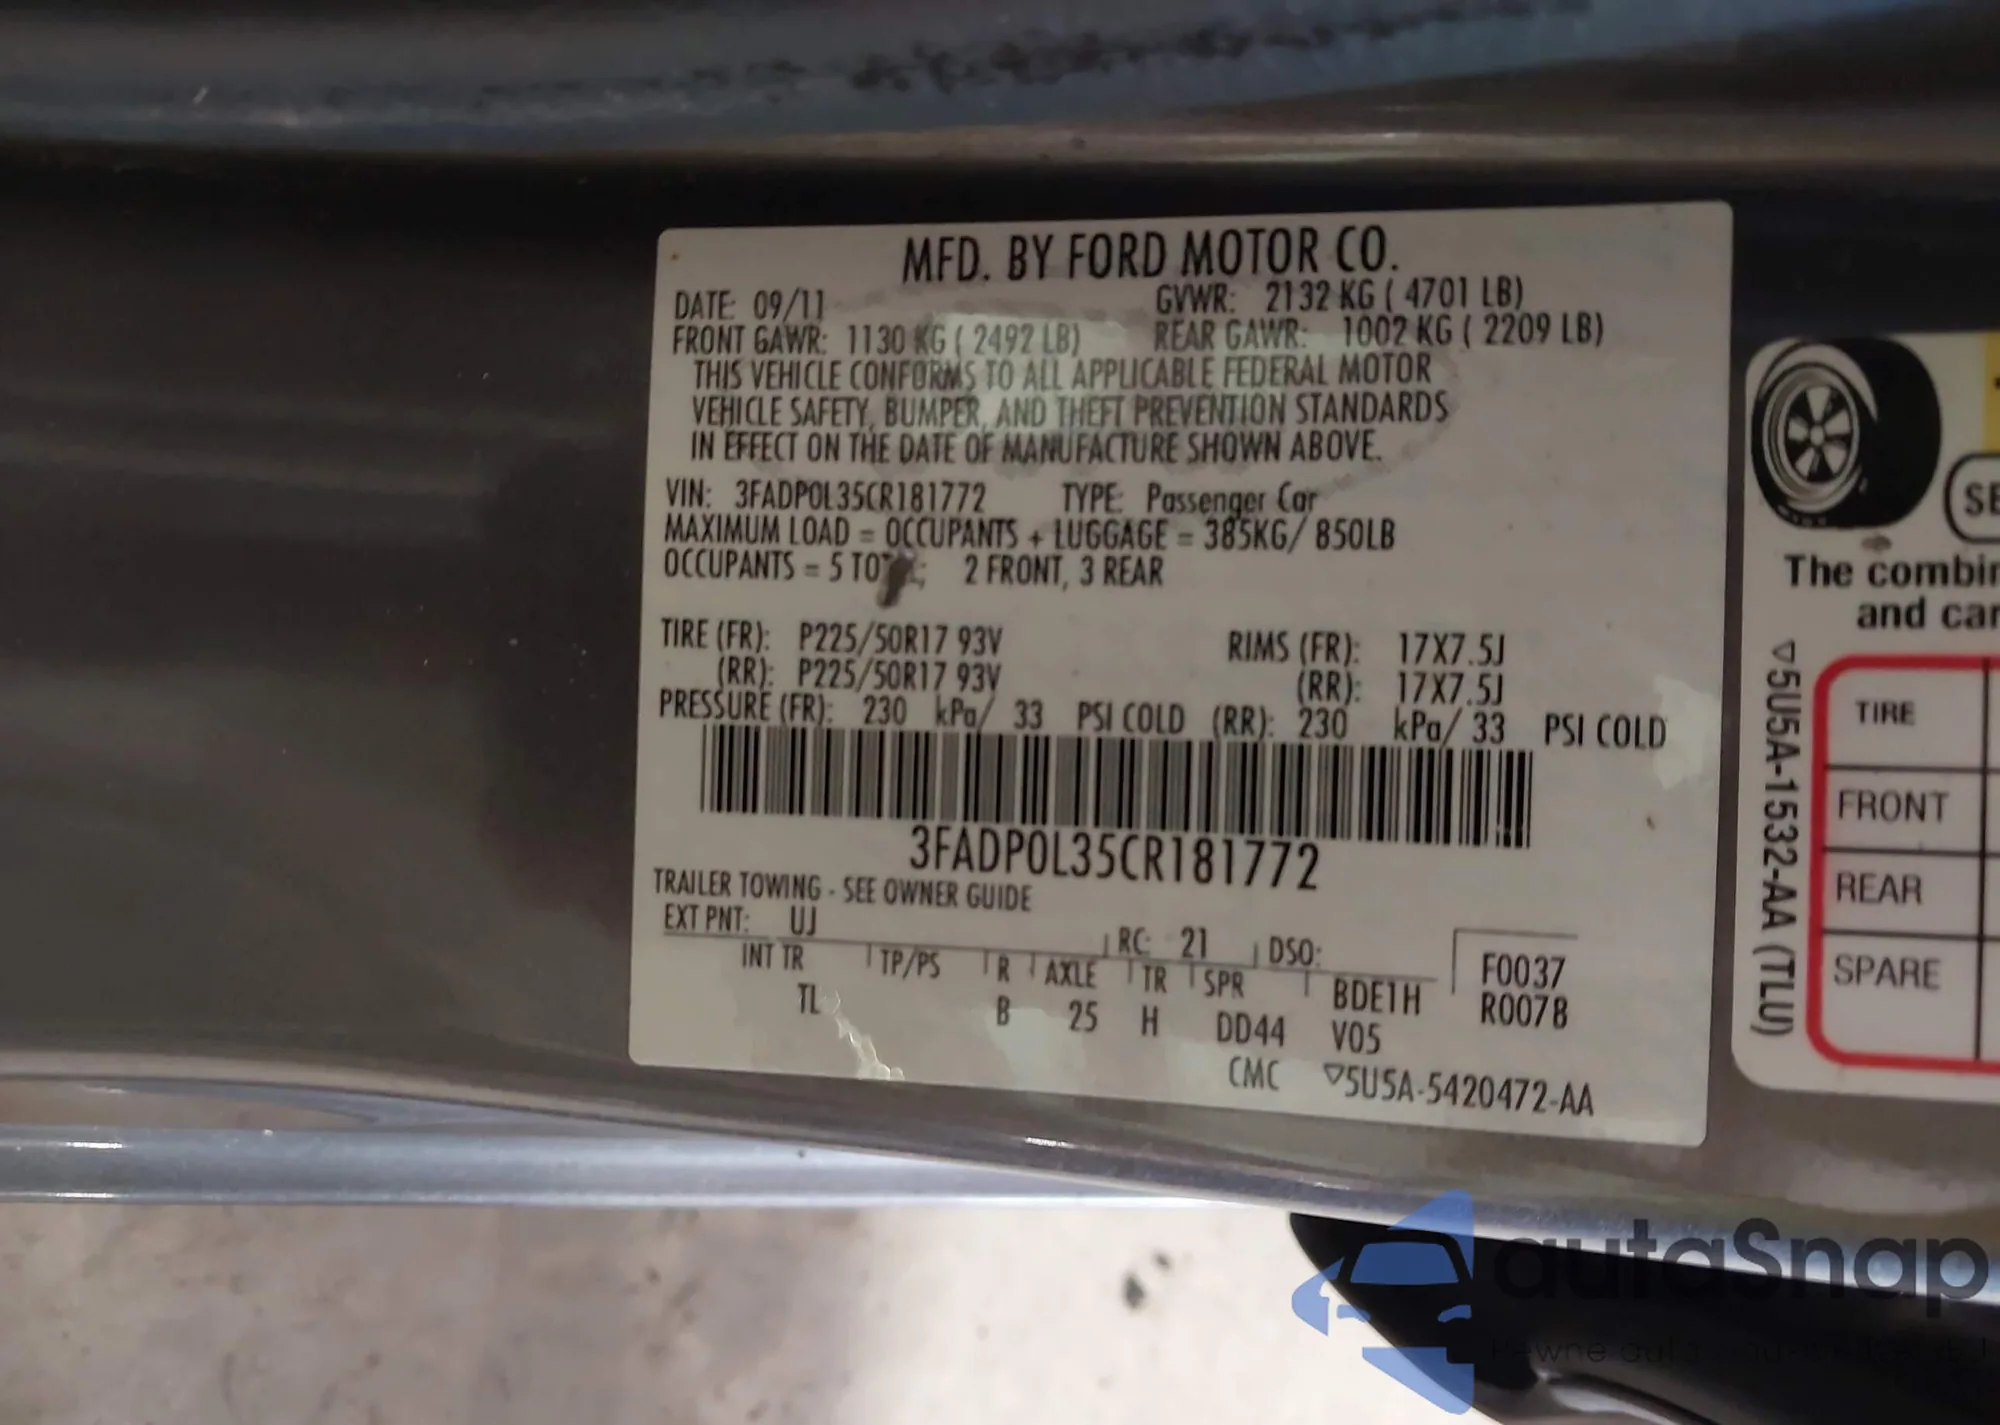 MFD. BY FORD MOTOR CO.
DATE: 09/11 GVWR: 2132 KG ( 4701 LB)
FRONT GAWR: 1130 KG ( 2492 LB) REAR GAWR: 1002 KG ( 2209 LB)
THIS VEHICLE CONFORMS TO ALL APPLICABLE FEDERAL MOTOR
VEHICLE SAFETY, BUMPER, AND THEFT PREVENTION STANDARDS
IN EFFECT ON THE DATE OF MANUFACTURE SHOWN ABOVE.
VIN: 3FADP0L35CR181772 TYPE: Passenger Car
MAXIMUM LOAD = OCCUPANTS + LUGGAGE = 385KG/ 850LB
OCCUPANTS = 5 2 FRONT, 3 REAR
TIRE (FR): P225/50R17 93V RIMS (FR): 17X7.5J
(RR): P225/50R17 93V (RR): 17X7.5J
PRESSURE (FR): 230 kPa/ 33 PSI COLD (RR): 230 kPa/ 33 PSI COLD
3FADP0L35CR181772
TRAILER TOWING - SEE OWNER GUIDE
EXT PNT: UJ RC: 21 DSO:
INT TR TP/PS R AXLE TR SPR BDE1H F0037
TL B 25 H DD44 V05 R0078
CMC ▽5U5A-5420472-AA
The
and
▽5U5A-1532-AA (TLU)
TIRE
FRONT
REAR
SPARE
autaSnap